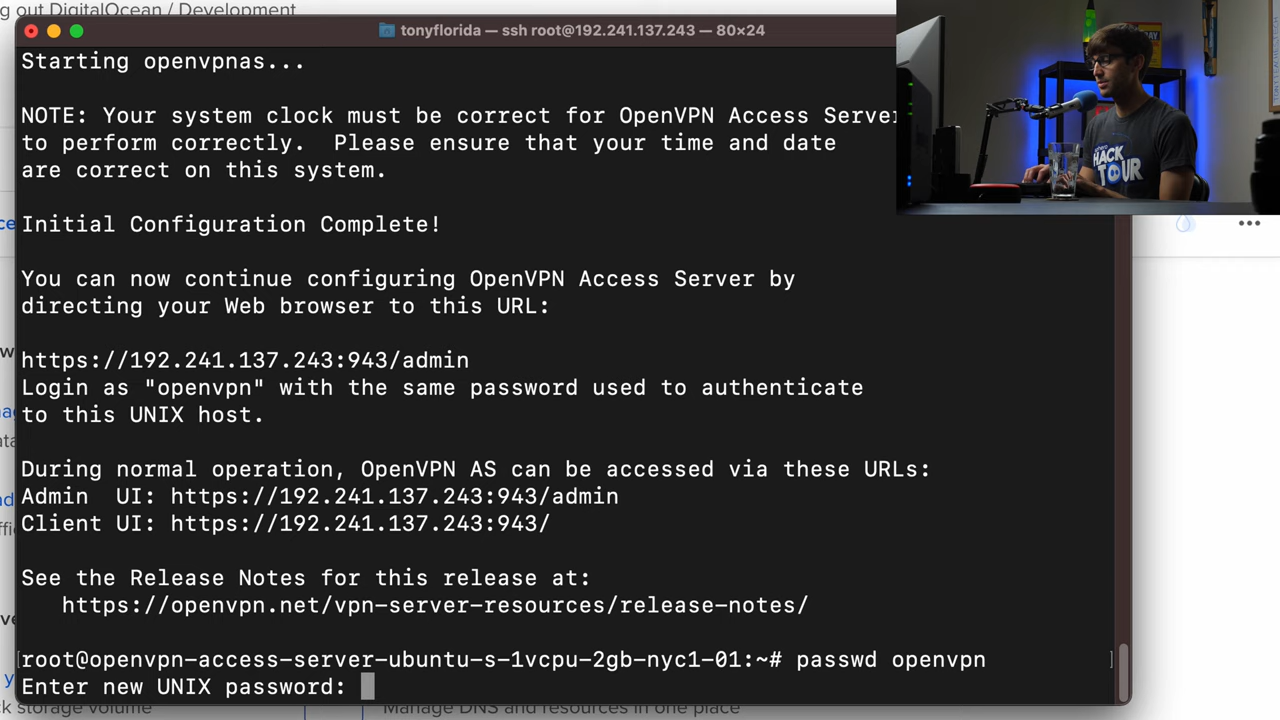 g out DigitalOcean / Development
tonyflorida — ssh root@192.241.137.243 — 80×24
Starting openvpnas...
NOTE: Your system clock must be correct for OpenVPN Access Server
to perform correctly.  Please ensure that your time and date
are correct on this system.
Initial Configuration Complete!
You can now continue configuring OpenVPN Access Server by
directing your Web browser to this URL:
https://192.241.137.243:943/admin
Login as "openvpn" with the same password used to authenticate
to this UNIX host.
During normal operation, OpenVPN AS can be accessed via these URLs:
Admin  UI: https://192.241.137.243:943/admin
Client UI: https://192.241.137.243:943/
See the Release Notes for this release at:
https://openvpn.net/vpn-server-resources/release-notes/
root@openvpn-access-server-ubuntu-s-1vcpu-2gb-nyc1-01:~# passwd openvpn
Enter new UNIX password:
ck storage volume
Manage DNS and resources in one place
HACK
TOUR